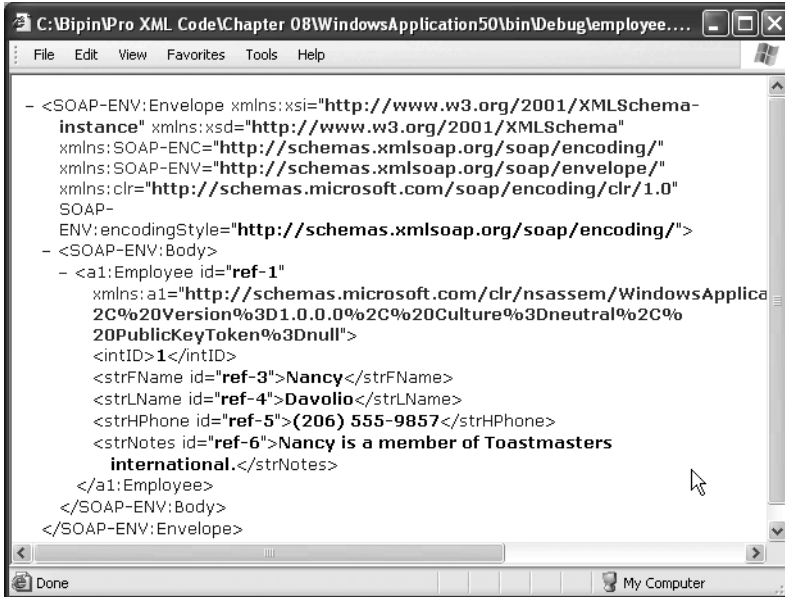 C:\Bipin\Pro XML Code\Chapter 08\WindowsApplication50\bin\Debug\employee....
File Edit View Favorites Tools Help
- <SOAP-ENV:Envelope xmlns:xsi="http://www.w3.org/2001/XMLSchema-
instance" xmlns:xsd="http://www.w3.org/2001/XMLSchema"
xmlns:SOAP-ENC="http://schemas.xmlsoap.org/soap/encoding/"
xmlns:SOAP-ENV="http://schemas.xmlsoap.org/soap/envelope/"
xmlns:clr="http://schemas.microsoft.com/soap/encoding/clr/1.0"
SOAP-
ENV:encodingStyle="http://schemas.xmlsoap.org/soap/encoding/">
- <SOAP-ENV:Body>
- <a1:Employee id="ref-1"
xmlns:a1="http://schemas.microsoft.com/clr/nsassem/WindowsApplica
2C%20Version%3D1.0.0.0%2C%20Culture%3Dneutral%2C%
20PublicKeyToken%3Dnull">
<intID>1</intID>
<strFName id="ref-3">Nancy</strFName>
<strLName id="ref-4">Davolio</strLName>
<strHPhone id="ref-5">(206) 555-9857</strHPhone>
<strNotes id="ref-6">Nancy is a member of Toastmasters
international.</strNotes>
</a1:Employee>
</SOAP-ENV:Body>
</SOAP-ENV:Envelope>
Done My Computer